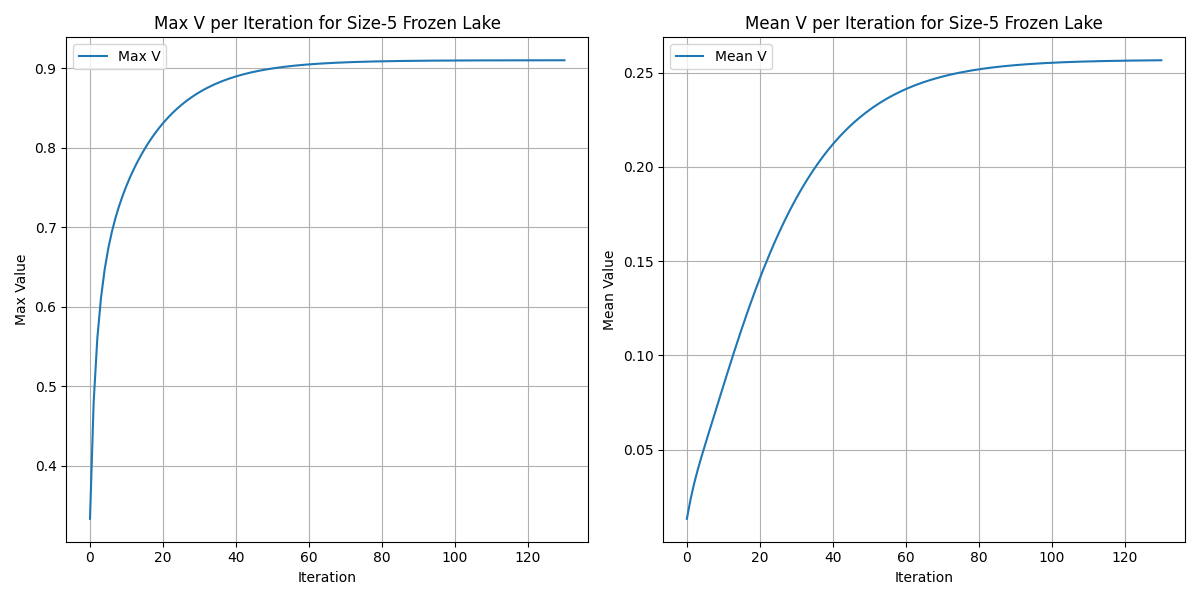 Max V per Iteration for Size-5 Frozen Lake
Max V
0.9
0.8
0.7
0.6
0.5
0.4
Max Value
0 20 40 60 80 100 120
Iteration
Mean V per Iteration for Size-5 Frozen Lake
Mean V
0.25
0.20
0.15
0.10
0.05
Mean Value
0 20 40 60 80 100 120
Iteration